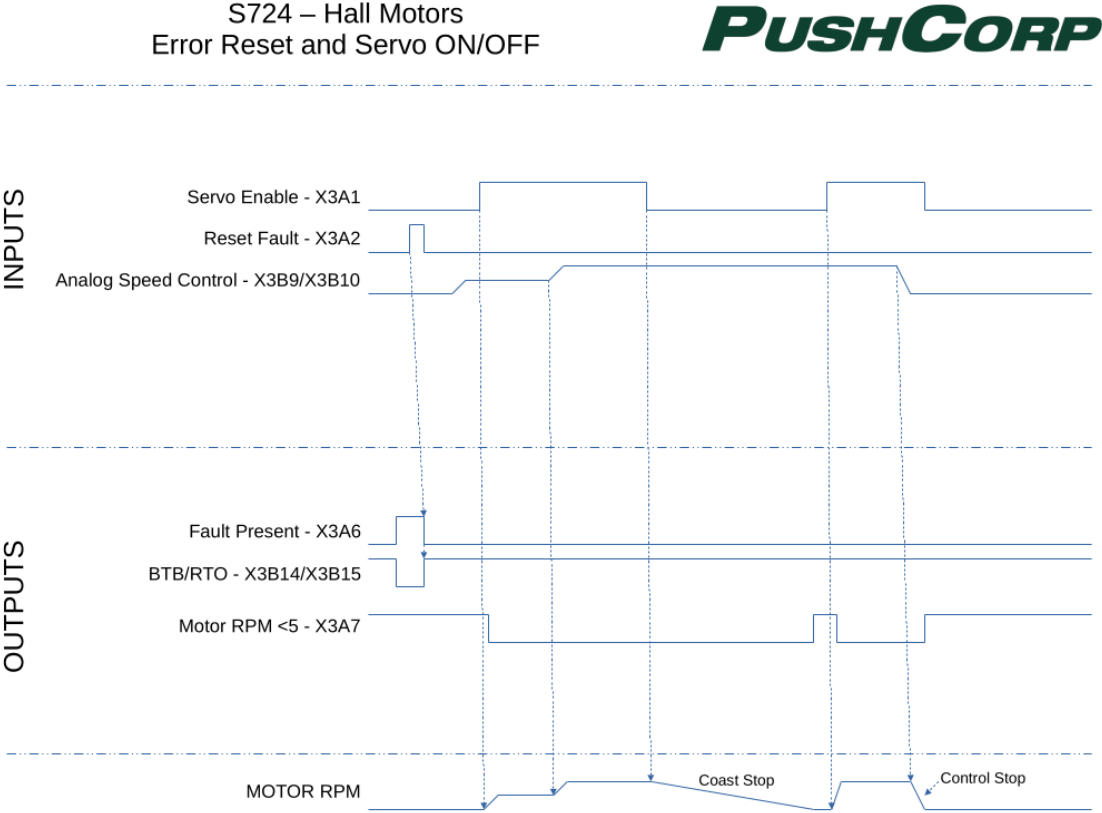 S724 – Hall Motors
Error Reset and Servo ON/OFF
PUSHCORP
INPUTS
Servo Enable - X3A1
Reset Fault - X3A2
Analog Speed Control - X3B9/X3B10
OUTPUTS
Fault Present - X3A6
BTB/RTO - X3B14/X3B15
Motor RPM <5 - X3A7
MOTOR RPM
Coast Stop
Control Stop